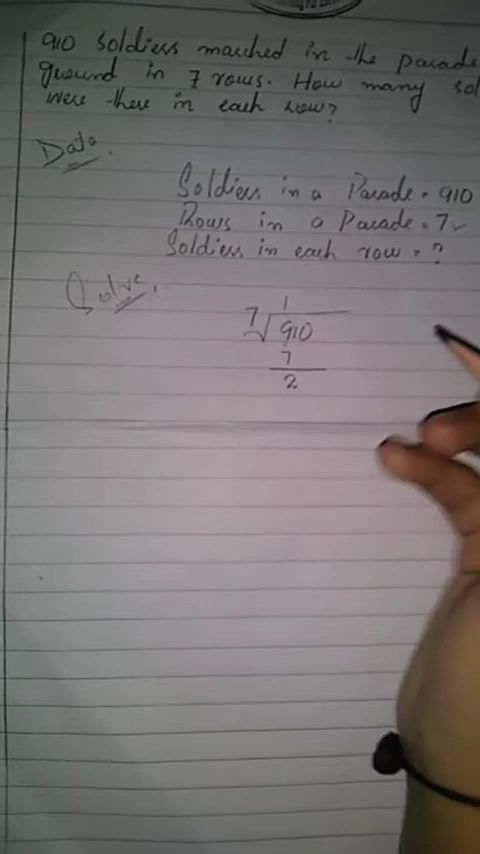 910 Soldiers marched in the parade
ground in 7 rows. How many sol
were there in each row?
Data.
Soldiers in a Parade = 910
Rows in a Parade = 7
Soldiers in each row = ?
Solve.
1
7 910
7
2